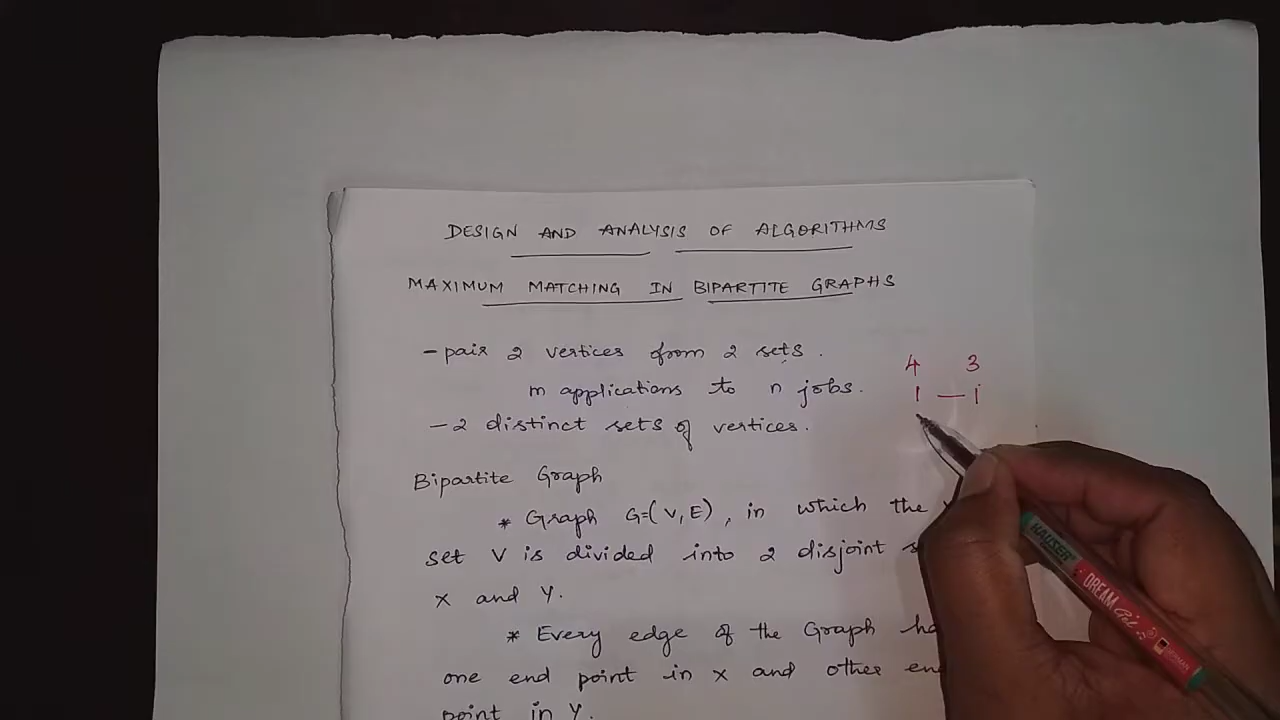 DESIGN AND ANALYSIS OF ALGORITHMS
MAXIMUM MATCHING IN BIPARTITE GRAPHS
- pair 2 vertices from 2 sets.
4 3
m applications to n jobs.
1 — 1
- 2 distinct sets of vertices.
Bipartite Graph
* Graph G=(V,E), in which the
set V is divided into 2 disjoint
X and Y.
* Every edge of the Graph
one end point in X and other
point in Y.
HAUSER
DREAM Gel
GERMAN